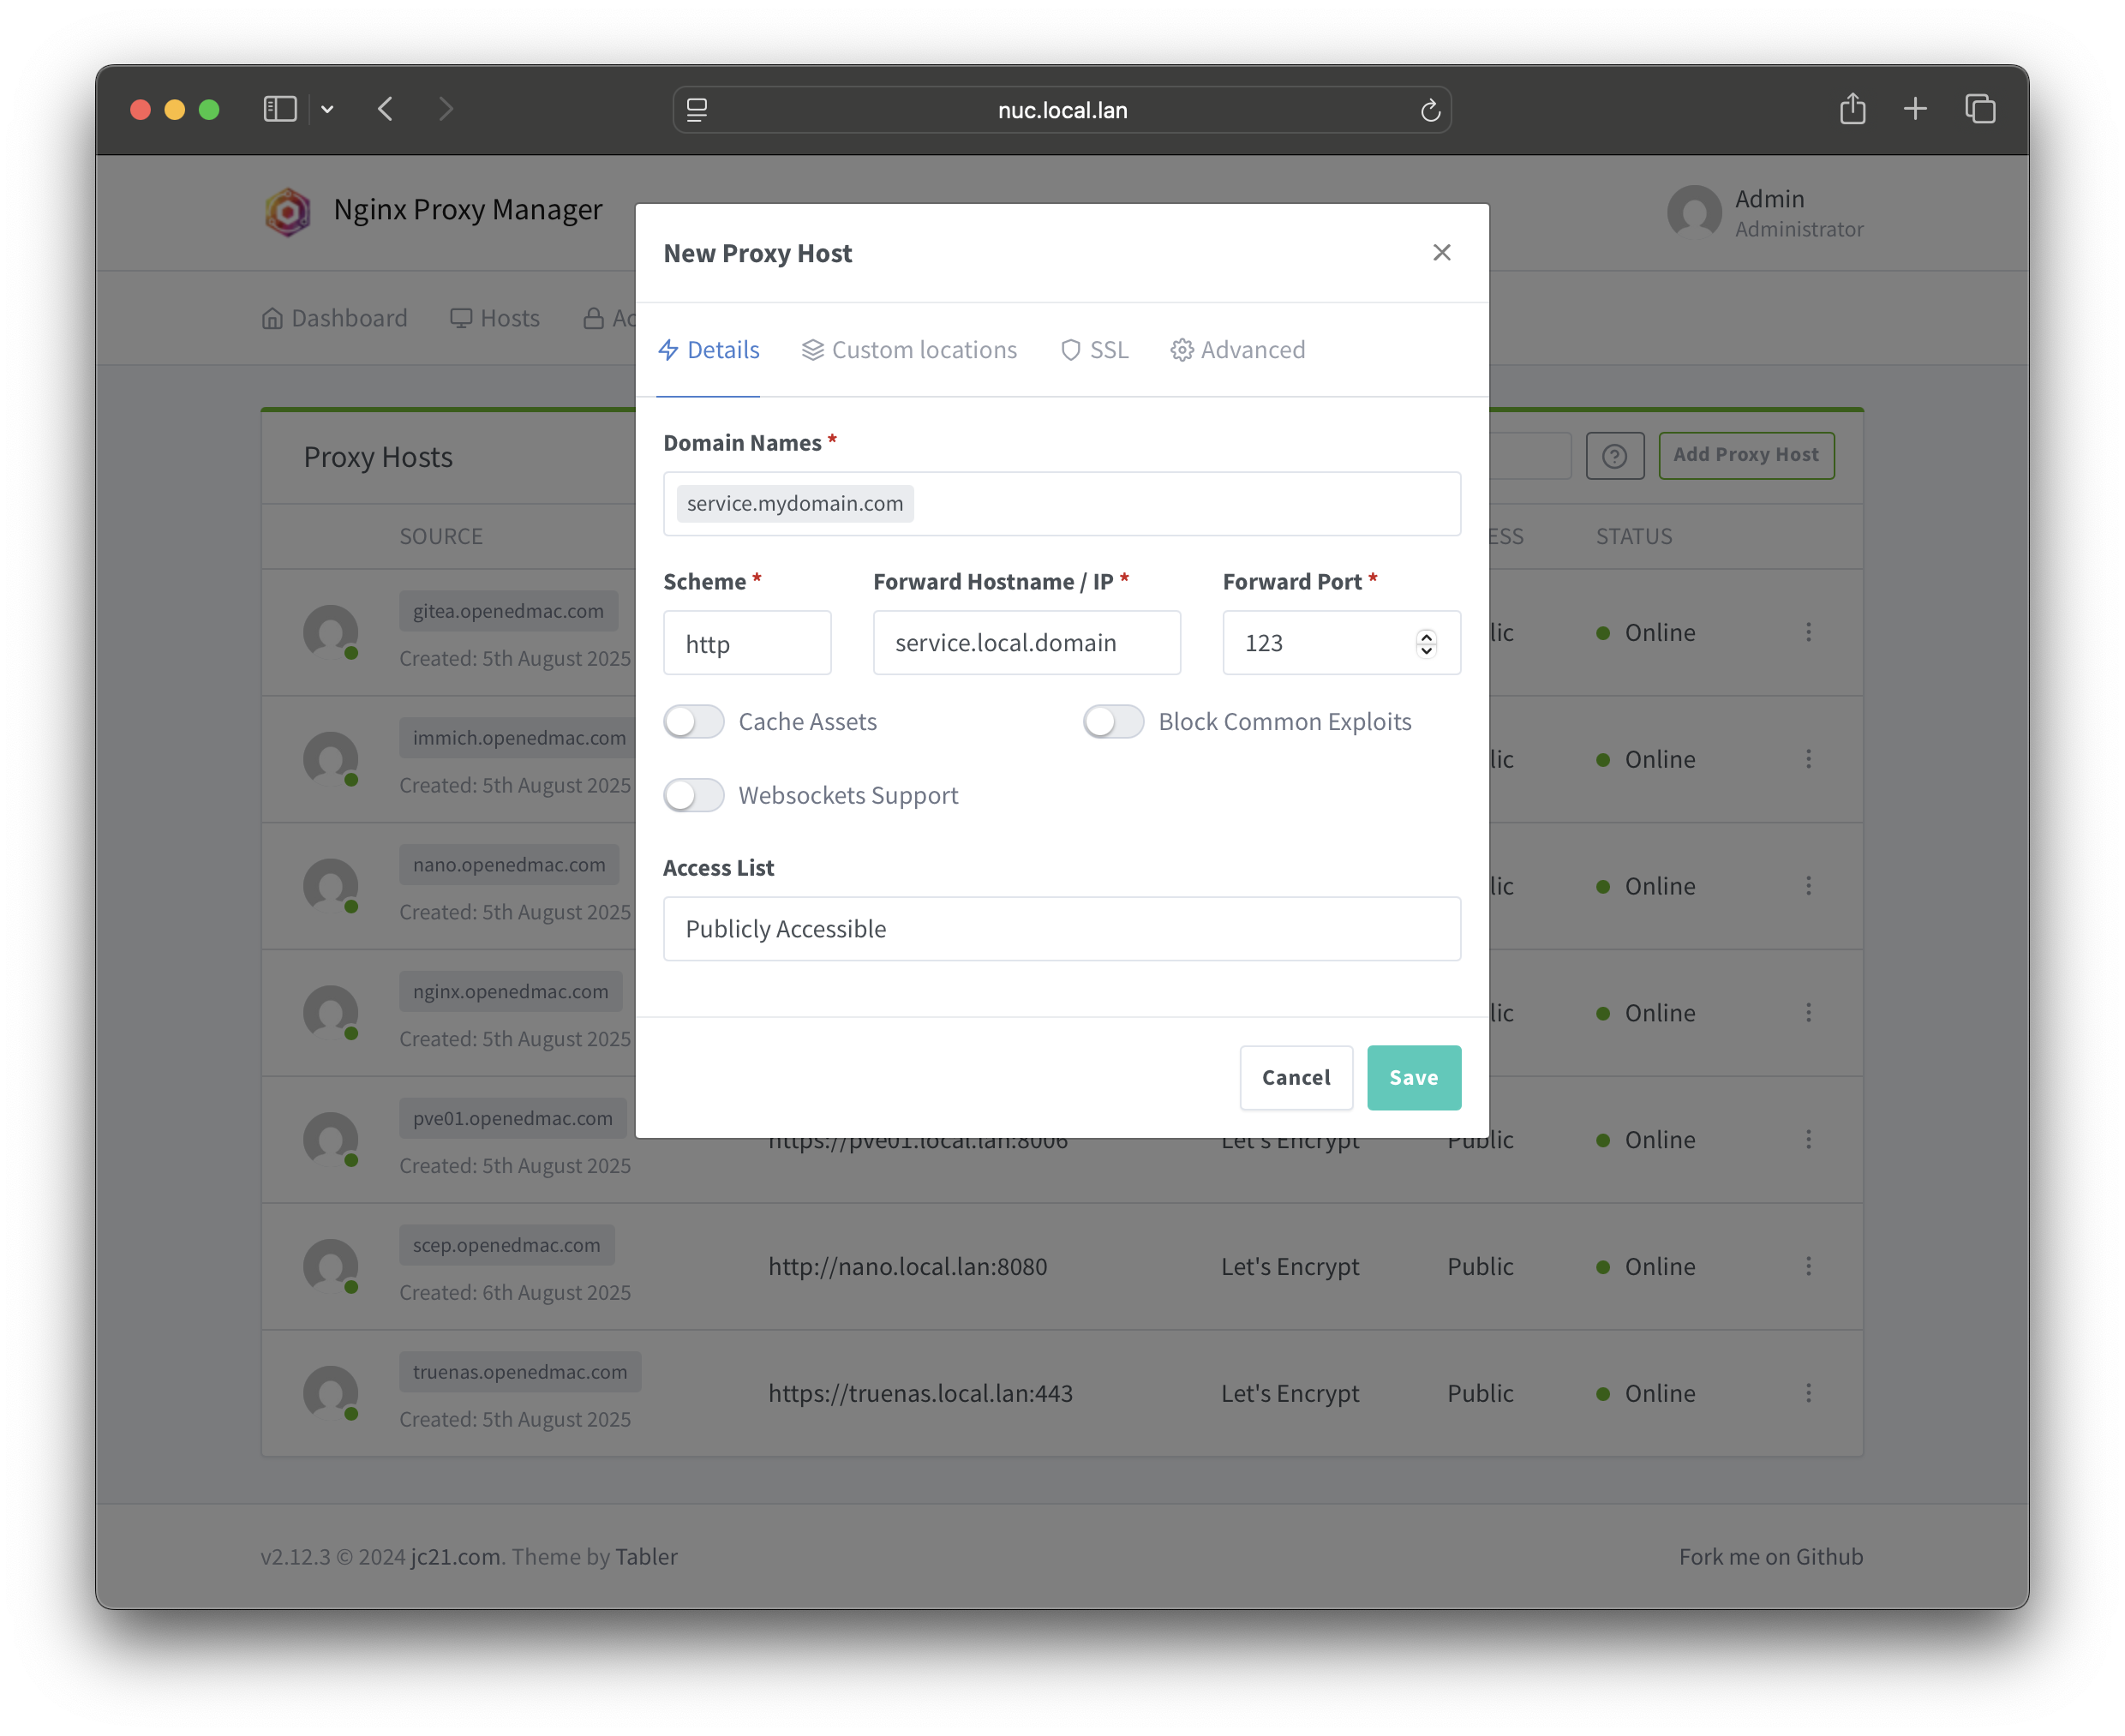 nuc.local.lan
Nginx Proxy Manager
Admin
Administrator
Dashboard
Hosts
New Proxy Host
Details
Custom locations
SSL
Advanced
Proxy Hosts
Add Proxy Host
Domain Names *
service.mydomain.com
SOURCE
STATUS
Scheme *
Forward Hostname / IP *
Forward Port *
http
service.local.domain
123
Cache Assets
Block Common Exploits
Websockets Support
Access List
Publicly Accessible
Cancel
Save
gitea.openedmac.com
Created: 5th August 2025
Online
immich.openedmac.com
Created: 5th August 2025
Online
nano.openedmac.com
Created: 5th August 2025
Online
nginx.openedmac.com
Created: 5th August 2025
Online
pve01.openedmac.com
Created: 5th August 2025
https://pve01.local.lan:8006
Let's Encrypt
Public
Online
scep.openedmac.com
Created: 6th August 2025
http://nano.local.lan:8080
Let's Encrypt
Public
Online
truenas.openedmac.com
Created: 5th August 2025
https://truenas.local.lan:443
Let's Encrypt
Public
Online
v2.12.3 © 2024 jc21.com. Theme by Tabler
Fork me on Github